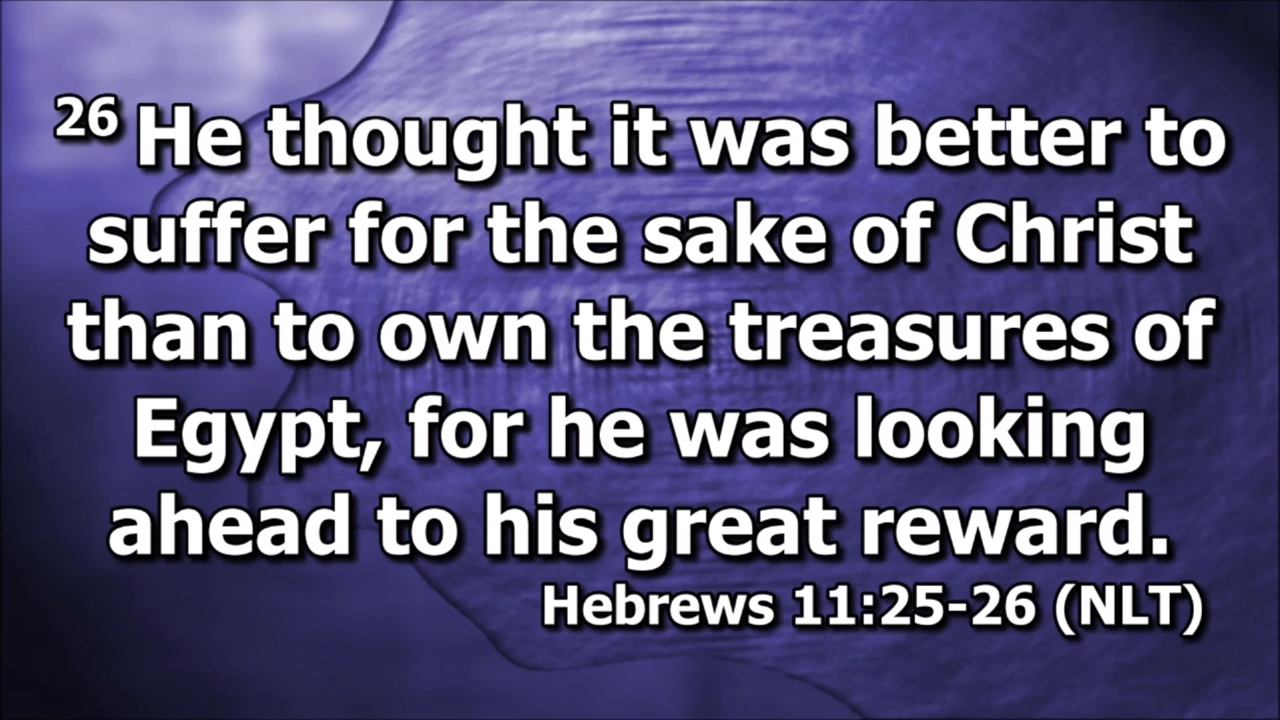 26 He thought it was better to
suffer for the sake of Christ
than to own the treasures of
Egypt, for he was looking
ahead to his great reward.
Hebrews 11:25-26 (NLT)